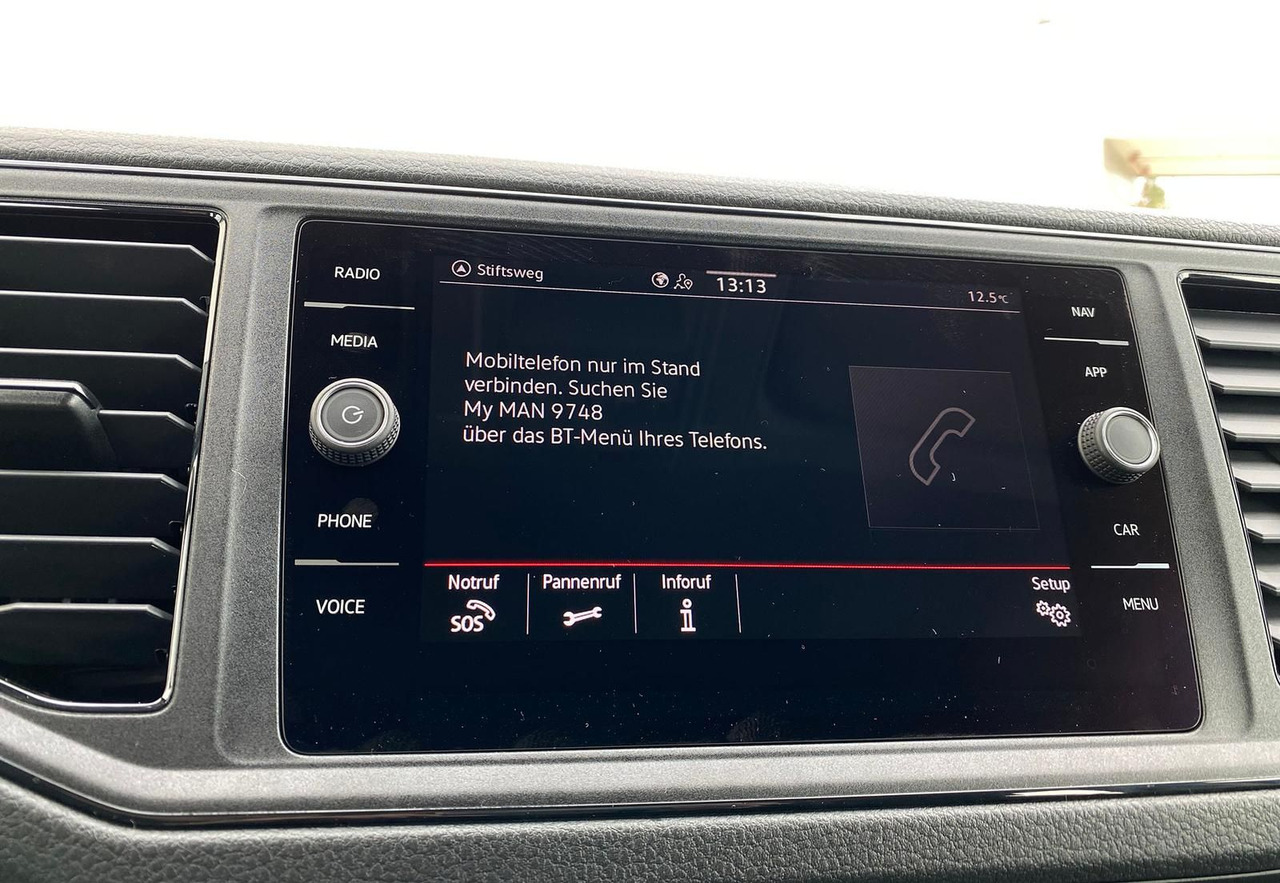 RADIO
MEDIA
PHONE
VOICE
Stiftsweg
13:13
12.5°C
Mobiltelefon nur im Stand
verbinden. Suchen Sie
My MAN 9748
über das BT-Menü Ihres Telefons.
Notruf
SOS
Pannenruf
Inforuf
Setup
NAV
APP
CAR
MENU